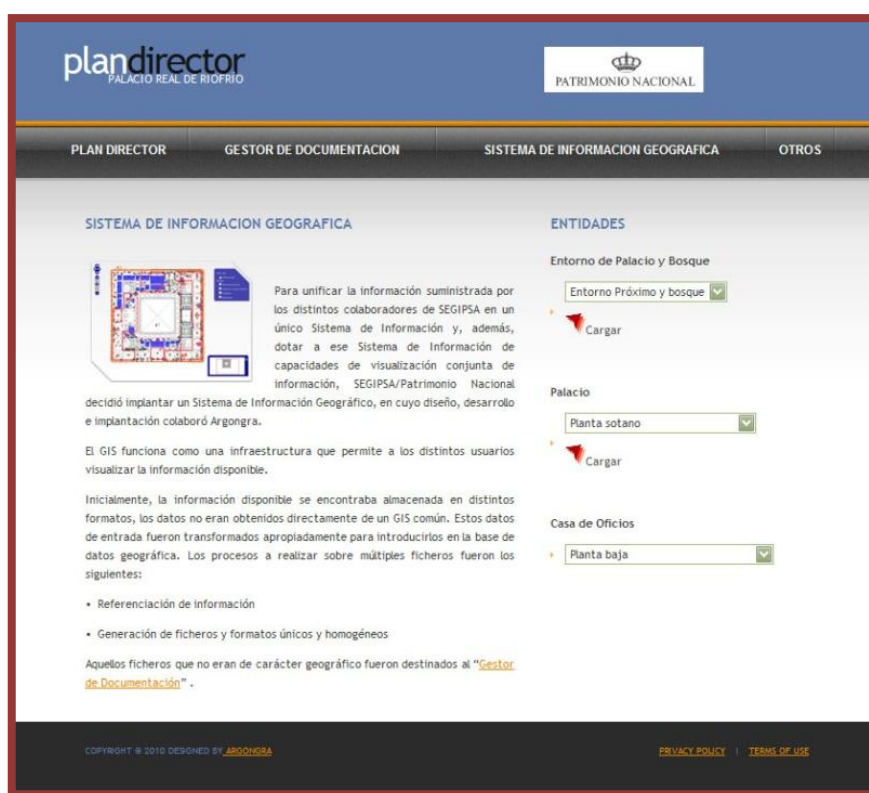 plandirector
PALACIO REAL DE RIOFRIO
PATRIMONIO NACIONAL
PLAN DIRECTOR
GESTOR DE DOCUMENTACION
SISTEMA DE INFORMACION GEOGRAFICA
OTROS
SISTEMA DE INFORMACION GEOGRAFICA
Para unificar la información suministrada por
los distintos colaboradores de SEGIPSA en un
único Sistema de Información y, además,
dotar a ese Sistema de Información de
capacidades de visualización conjunta de
información, SEGIPSA/Patrimonio Nacional
decidió implantar un Sistema de Información Geográfico, en cuyo diseño, desarrollo
e implantación colaboró Argongra.
El GIS funciona como una infraestructura que permite a los distintos usuarios
visualizar la información disponible.
Inicialmente, la información disponible se encontraba almacenada en distintos
formatos, los datos no eran obtenidos directamente de un GIS común. Estos datos
de entrada fueron transformados apropiadamente para introducirlos en la base de
datos geográfica. Los procesos a realizar sobre múltiples ficheros fueron los
siguientes:
• Referenciación de información
• Generación de ficheros y formatos únicos y homogéneos
Aquellos ficheros que no eran de carácter geográfico fueron destinados al “Gestor
de Documentación” .
ENTIDADES
Entorno de Palacio y Bosque
Entorno Próximo y bosque
Cargar
Palacio
Planta sotano
Cargar
Casa de Oficios
Planta baja
COPYRIGHT © 2010 DESIGNED BY ARGONGRA
PRIVACY POLICY | TERMS OF USE